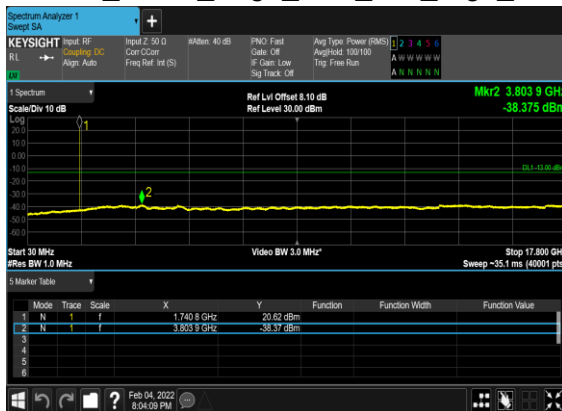 Spectrum Analyzer 1
Swept SA
+
KEYSIGHT Input: RF Input Z: 50 Ω #Atten: 40 dB PNO: Fast Avg Type: Power (RMS) 1 2 3 4 5 6
RL Coupling: DC Corr CCorr Gate: Off Avg|Hold: 100/100 A W W W W W
Align: Auto Freq Ref: Int (S) IF Gain: Low Trig: Free Run
Sig Track: Off A N N N N N
1 Spectrum Ref Lvl Offset 8.10 dB Mkr2 3.803 9 GHz
Scale/Div 10 dB Ref Level 30.00 dBm -38.375 dBm
Log
20.0
10.0
0.00
-10.0
-20.0
-30.0
-40.0
-50.0
-60.0
1
2
DL1 -13.00 dB
Start 30 MHz Video BW 3.0 MHz* Stop 17.800 GH
#Res BW 1.0 MHz Sweep ~35.1 ms (40001 pts
5 Marker Table
Mode Trace Scale X Y Function Function Width Function Value
1 N 1 f 1.740 8 GHz 20.62 dBm
2 N 1 f 3.803 9 GHz -38.37 dBm
3
4
5
6
? Feb 04, 2022
8:04:09 PM